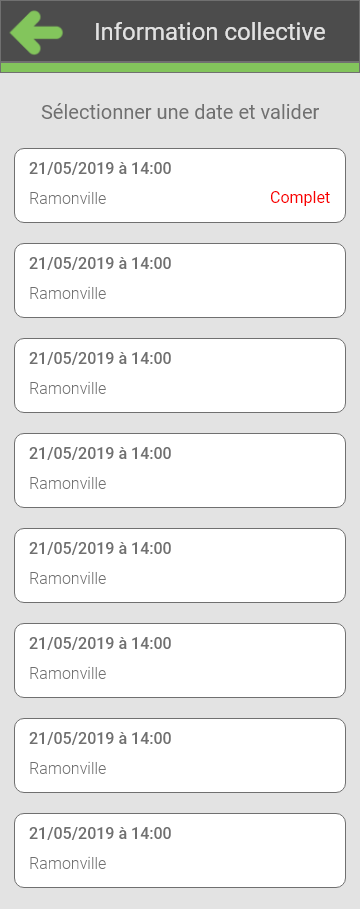 Information collective
Sélectionner une date et valider
21/05/2019 à 14:00
Ramonville
Complet
21/05/2019 à 14:00
Ramonville
21/05/2019 à 14:00
Ramonville
21/05/2019 à 14:00
Ramonville
21/05/2019 à 14:00
Ramonville
21/05/2019 à 14:00
Ramonville
21/05/2019 à 14:00
Ramonville
21/05/2019 à 14:00
Ramonville